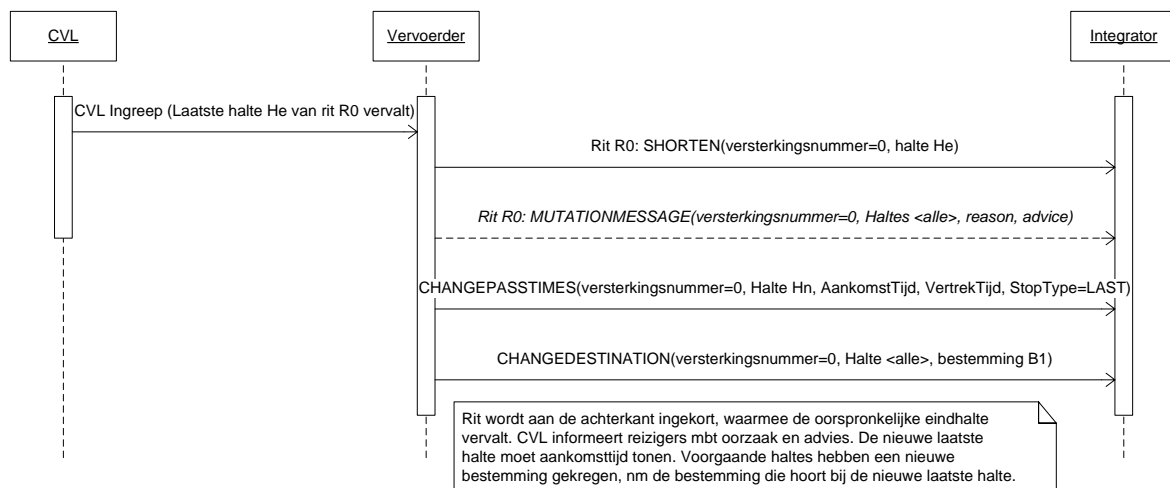 CVL
Vervoerder
Integrator
CVL Ingreep (Laatste halte He van rit R0 vervalt)
Rit R0: SHORTEN(versterkingsnummer=0, halte He)
Rit R0: MUTATIONMESSAGE(versterkingsnummer=0, Haltes <alle>, reason, advice)
CHANGEPASSTIMES(versterkingsnummer=0, Halte Hn, AankomstTijd, VertrekTijd, StopType=LAST)
CHANGEDESTINATION(versterkingsnummer=0, Halte <alle>, bestemming B1)
Rit wordt aan de achterkant ingekort, waarmee de oorspronkelijke eindhalte
vervalt. CVL informeert reizigers mbt oorzaak en advies. De nieuwe laatste
halte moet aankomsttijd tonen. Voorgaande haltes hebben een nieuwe
bestemming gekregen, nm de bestemming die hoort bij de nieuwe laatste halte.